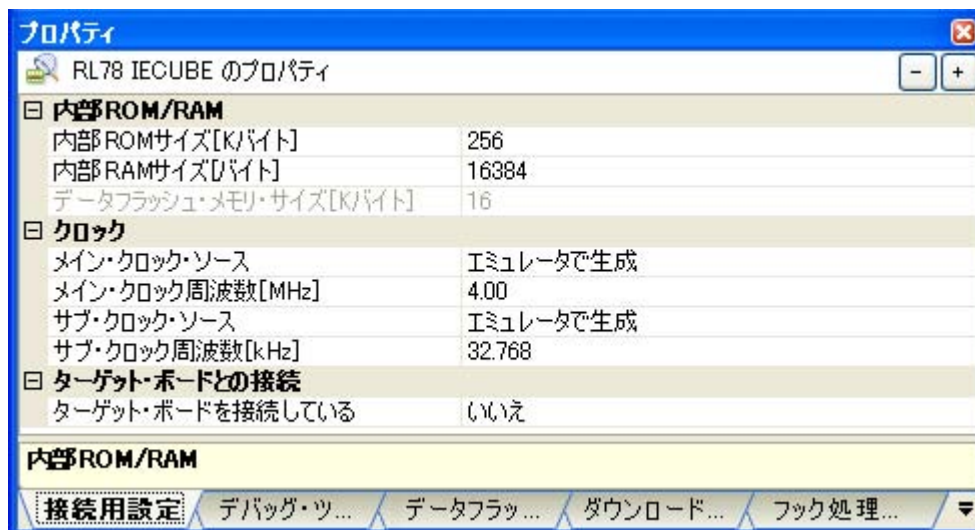 プロパティ
RL78 IECUBE のプロパティ
内部ROM/RAM
内部ROMサイズ[Kバイト] 256
内部RAMサイズ[バイト] 16384
データフラッシュ・メモリ・サイズ[Kバイト] 16
クロック
メイン・クロック・ソース エミュレータで生成
メイン・クロック周波数[MHz] 4.00
サブ・クロック・ソース エミュレータで生成
サブ・クロック周波数[kHz] 32.768
ターゲット・ボードとの接続
ターゲット・ボードを接続している いいえ
内部ROM/RAM
接続用設定 デバッグ・ツ... データフラッ... ダウンロード... フック処理...